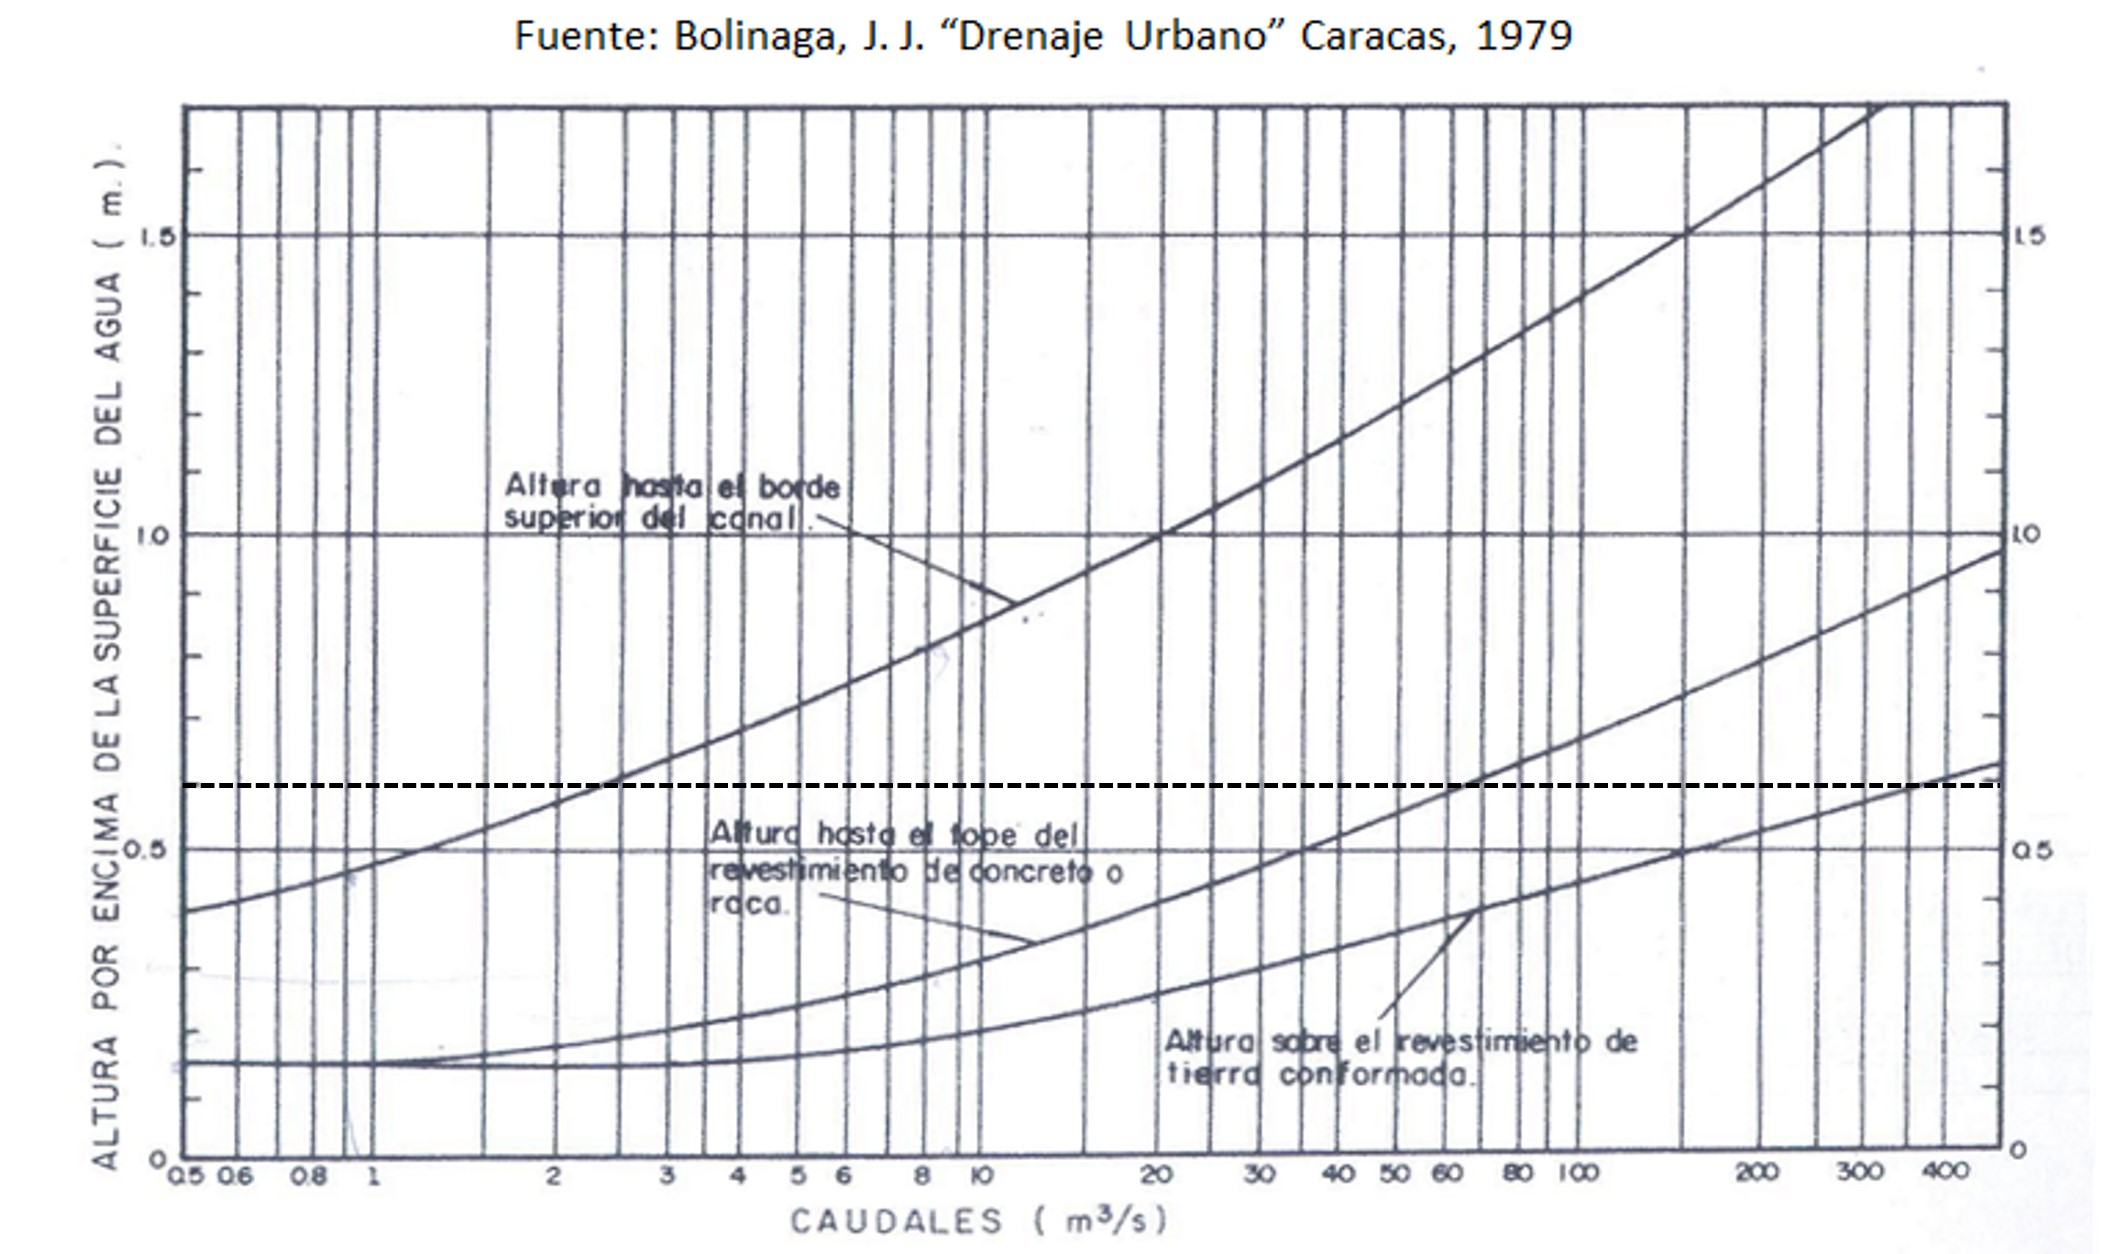 Fuente: Bolinaga, J. J. “Drenaje Urbano” Caracas, 1979
ALTURA POR ENCIMA DE LA SUPERFICIE DEL AGUA ( m.).
1.5
1.0
0.5
0
1.5
1.0
0.5
0
Altura hasta el borde
superior del canal.
Altura hasta el tope del
revestimiento de concreto o
roca.
Altura sobre el revestimiento de
tierra conformada.
0.5 0.6 0.8 1 2 3 4 5 6 8 10 20 30 40 50 60 80 100 200 300 400
CAUDALES ( m³/s)